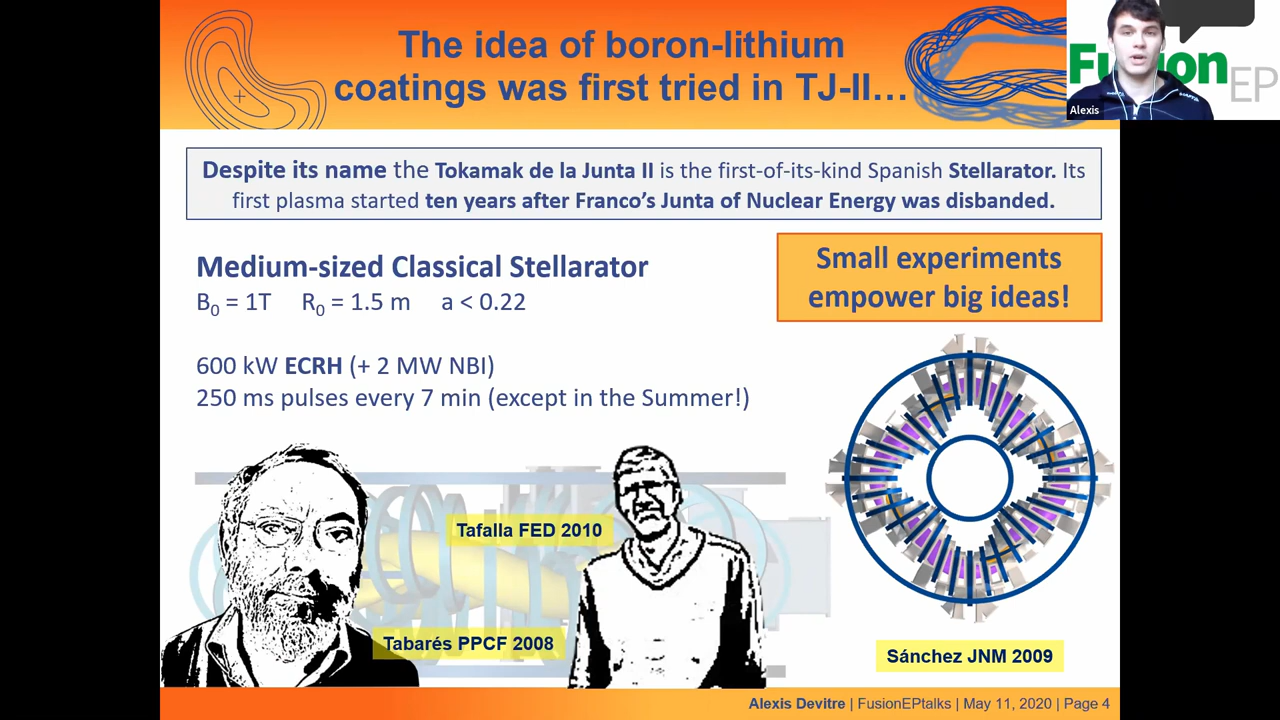 The idea of boron-lithium
coatings was first tried in TJ-II…
Fusion
EP
Alexis
Despite its name the Tokamak de la Junta II is the first-of-its-kind Spanish Stellarator. Its
first plasma started ten years after Franco's Junta of Nuclear Energy was disbanded.
Medium-sized Classical Stellarator
B₀ = 1T R₀ = 1.5 m a < 0.22
Small experiments
empower big ideas!
600 kW ECRH (+ 2 MW NBI)
250 ms pulses every 7 min (except in the Summer!)
Tafalla FED 2010
Tabarés PPCF 2008
Sánchez JNM 2009
Alexis Devitre | FusionEPtalks | May 11, 2020 | Page 4